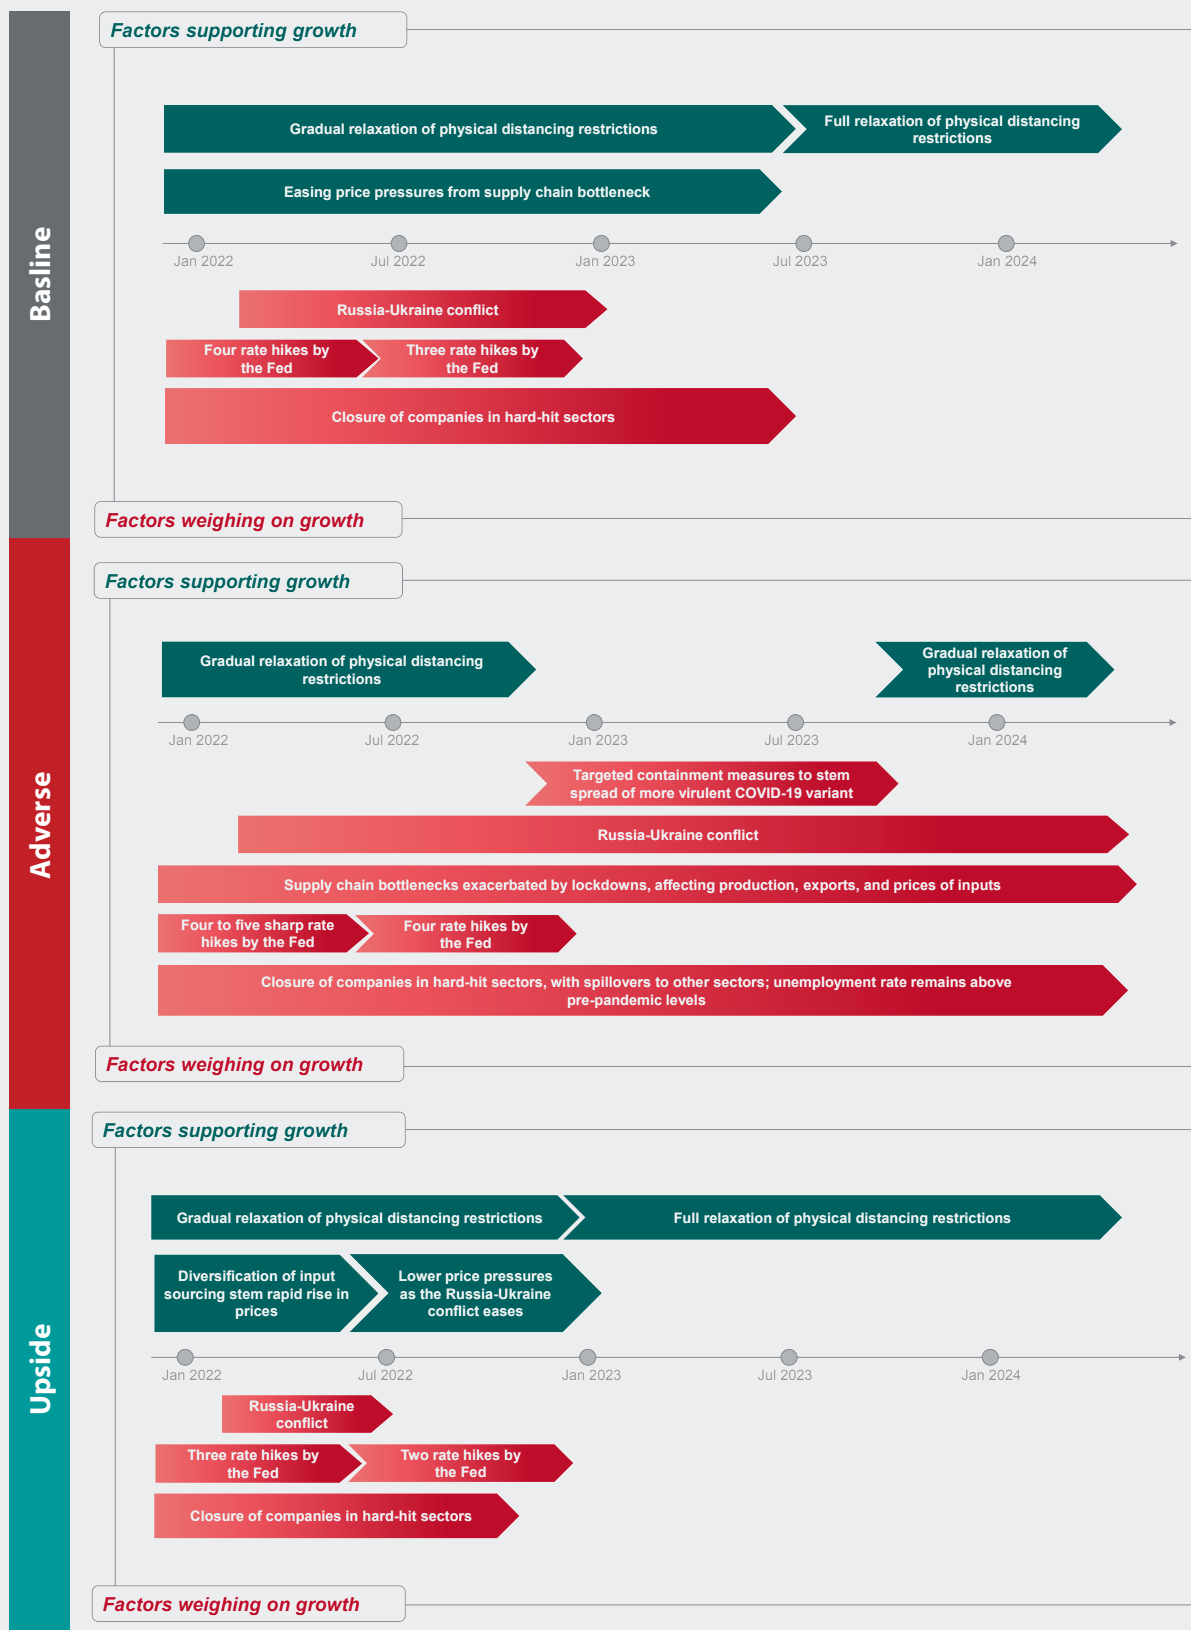 Basline
Factors supporting growth
Gradual relaxation of physical distancing restrictions
Full relaxation of physical distancing
restrictions
Easing price pressures from supply chain bottleneck
Jan 2022
Jul 2022
Jan 2023
Jul 2023
Jan 2024
Russia-Ukraine conflict
Four rate hikes by
the Fed
Three rate hikes by
the Fed
Closure of companies in hard-hit sectors
Factors weighing on growth
Adverse
Factors supporting growth
Gradual relaxation of physical distancing
restrictions
Gradual relaxation of
physical distancing
restrictions
Jan 2022
Jul 2022
Jan 2023
Jul 2023
Jan 2024
Targeted containment measures to stem
spread of more virulent COVID-19 variant
Russia-Ukraine conflict
Supply chain bottlenecks exacerbated by lockdowns, affecting production, exports, and prices of inputs
Four to five sharp rate
hikes by the Fed
Four rate hikes by
the Fed
Closure of companies in hard-hit sectors, with spillovers to other sectors; unemployment rate remains above
pre-pandemic levels
Factors weighing on growth
Upside
Factors supporting growth
Gradual relaxation of physical distancing restrictions
Full relaxation of physical distancing restrictions
Diversification of input
sourcing stem rapid rise in
prices
Lower price pressures
as the Russia-Ukraine
conflict eases
Jan 2022
Jul 2022
Jan 2023
Jul 2023
Jan 2024
Russia-Ukraine
conflict
Three rate hikes by
the Fed
Two rate hikes by
the Fed
Closure of companies in hard-hit sectors
Factors weighing on growth